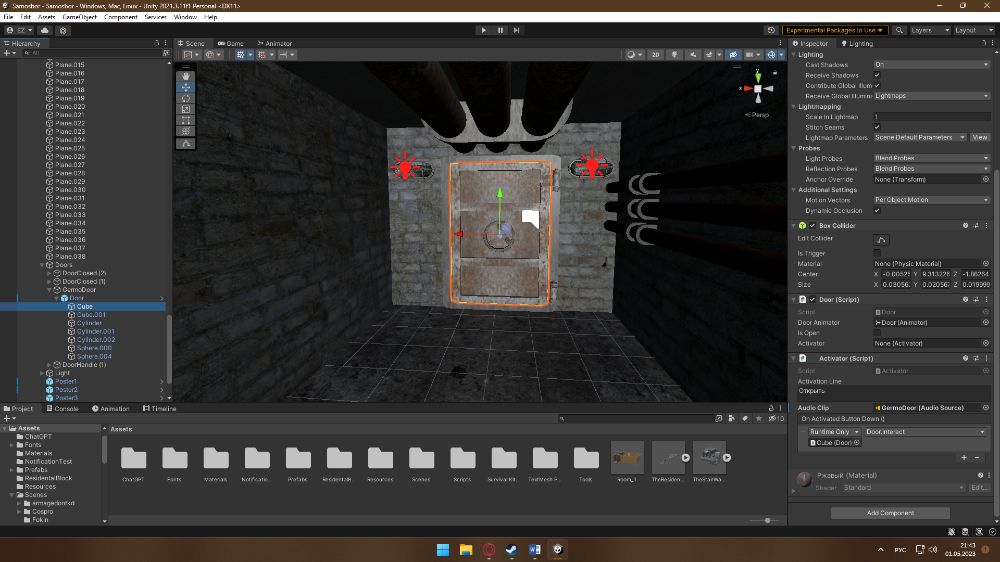 Samosbor - Samosbor - Windows, Mac, Linux - Unity 2021.3.11f1 Personal <DX11>
File Edit Assets GameObject Component Services Window Help
EZ
Experimental Packages In Use
Layers
Layout
Hierarchy
All
Plane.015
Plane.016
Plane.017
Plane.018
Plane.019
Plane.020
Plane.021
Plane.022
Plane.023
Plane.024
Plane.025
Plane.026
Plane.027
Plane.028
Plane.029
Plane.030
Plane.031
Plane.032
Plane.033
Plane.034
Plane.035
Plane.036
Plane.037
Plane.038
Doors
DoorClosed (2)
DoorClosed (1)
GermoDoor
Door
Cube
Cube.001
Cylinder
Cylinder.001
Cylinder.002
Sphere.000
Sphere.004
DoorHandle (1)
Light
Poster1
Poster2
Poster3
Scene Game Animator
2D
y
x
Persp
Inspector Lighting
Lighting
Cast Shadows On
Receive Shadows
Contribute Global Illum
Receive Global Illumina Lightmaps
Lightmapping
Scale In Lightmap 1
Stitch Seams
Lightmap Parameters Scene Default Parameters View
Probes
Light Probes Blend Probes
Reflection Probes Blend Probes
Anchor Override None (Transform)
Additional Settings
Motion Vectors Per Object Motion
Dynamic Occlusion
Box Collider
Edit Collider
Is Trigger
Material None (Physic Material)
Center X -0.00525 Y 9.313226 Z -1.86264
Size X 0.03056 Y 0.020567 Z 0.019999
Door (Script)
Script Door
Door Animator Door (Animator)
Is Open
Activator None (Activator)
Activator (Script)
Script Activator
Activation Line
Открыть
Audio Clip GermoDoor (Audio Source)
On Activated Button Down ()
Runtime Only Door.Interact
Cube (Door)
+ −
Ржавый (Material)
Shader Standard Edit...
Add Component
Project Console Animation Timeline
10
Assets
ChatGPT
Fonts
Materials
NotificationTest
Prefabs
ResidentalBlock
Resources
Scenes
armagedontkd
Cospro
Fokin
Assets
ChatGPT Fonts Materials Notificatio... Prefabs ResidentalB... Resources Scenes Scripts Survival Kit... TextMesh P... Tools Room_1 TheResiden... TheStairWa...
РУС
21:43
01.05.2023
1